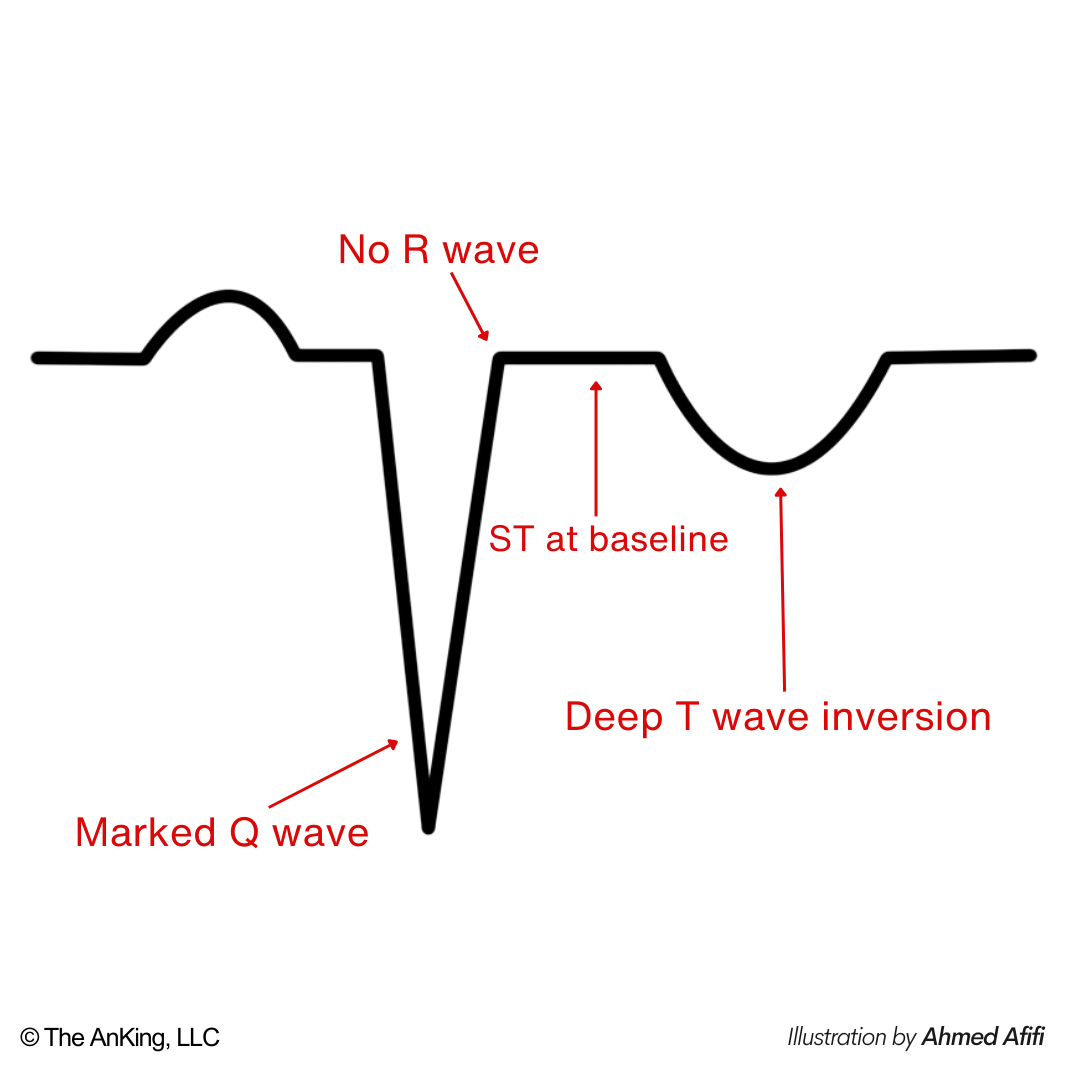 No R wave
ST at baseline
Deep T wave inversion
Marked Q wave
© The AnKing, LLC
Illustration by Ahmed Afifi